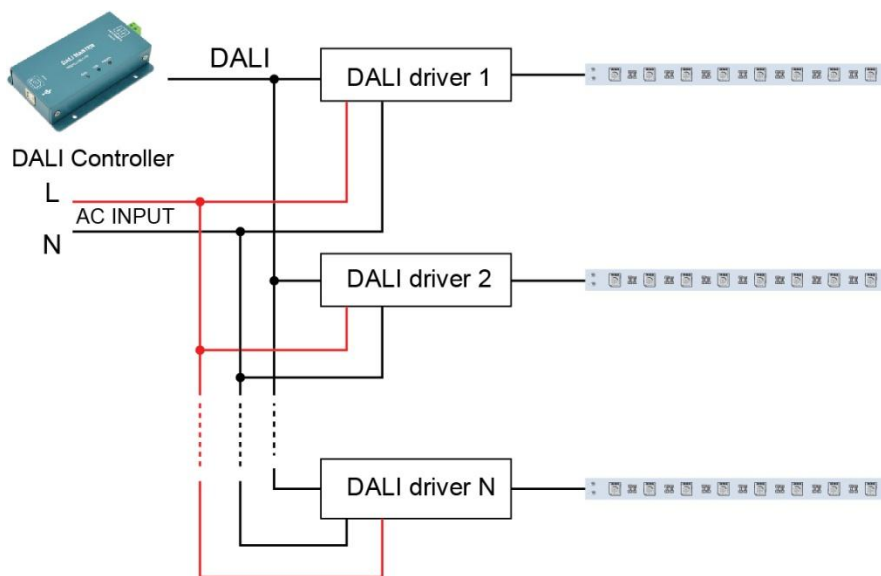 DALI
DALI driver 1
DALI Controller
L
AC INPUT
N
DALI driver 2
DALI driver N